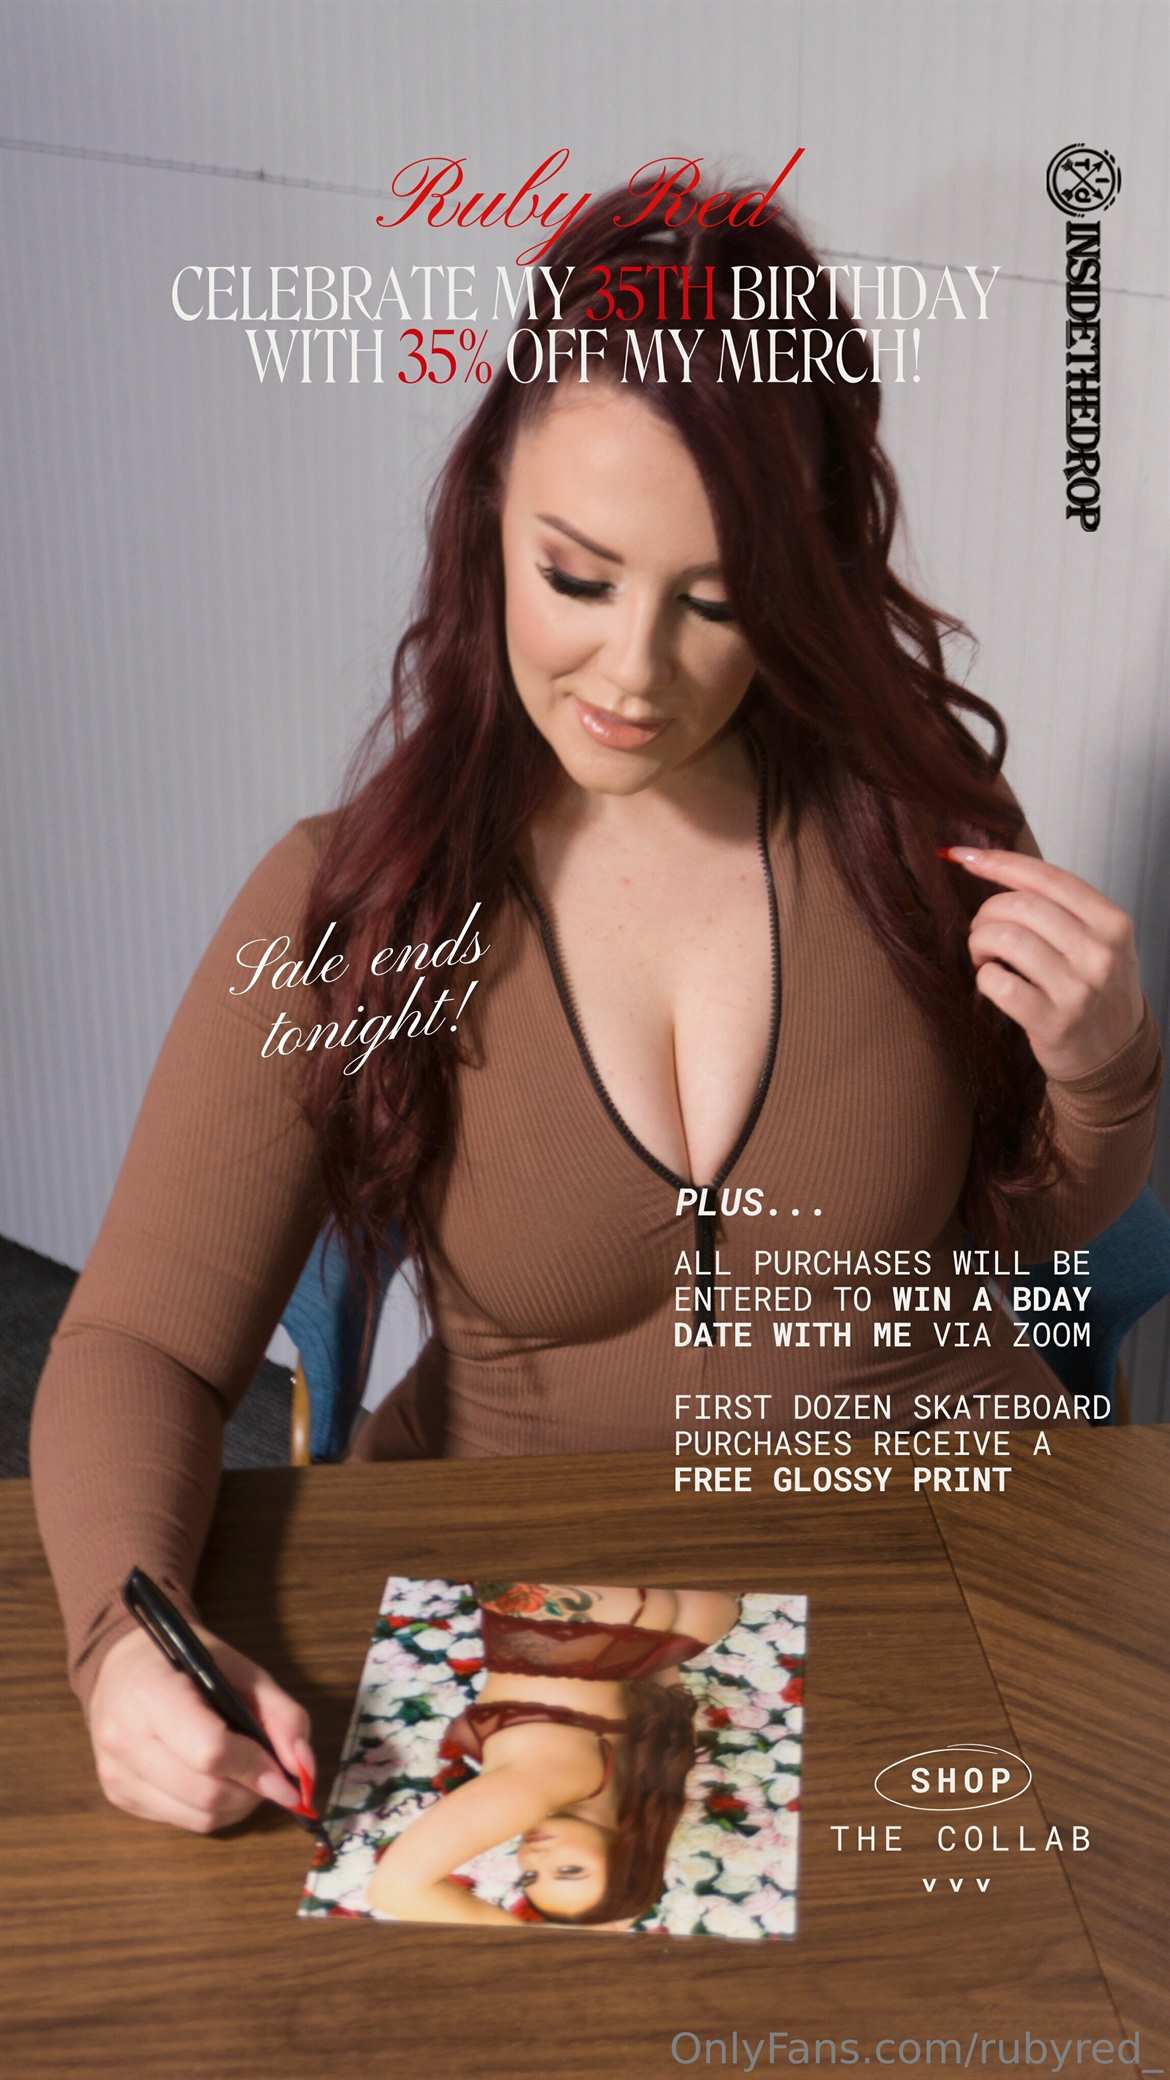 Ruby Red
CELEBRATE MY 35TH BIRTHDAY
WITH 35% OFF MY MERCH!
INSIDETHEDROP
Sale ends
tonight!
PLUS...
ALL PURCHASES WILL BE
ENTERED TO WIN A BDAY
DATE WITH ME VIA ZOOM
FIRST DOZEN SKATEBOARD
PURCHASES RECEIVE A
FREE GLOSSY PRINT
SHOP
THE COLLAB
v v v
OnlyFans.com/rubyred_